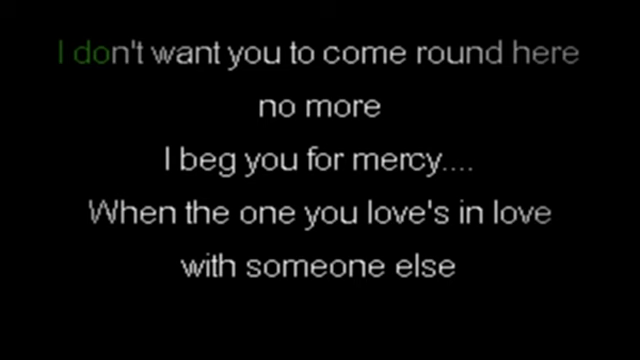 I don't want you to come round here
no more
I beg you for mercy....
When the one you love's in love
with someone else